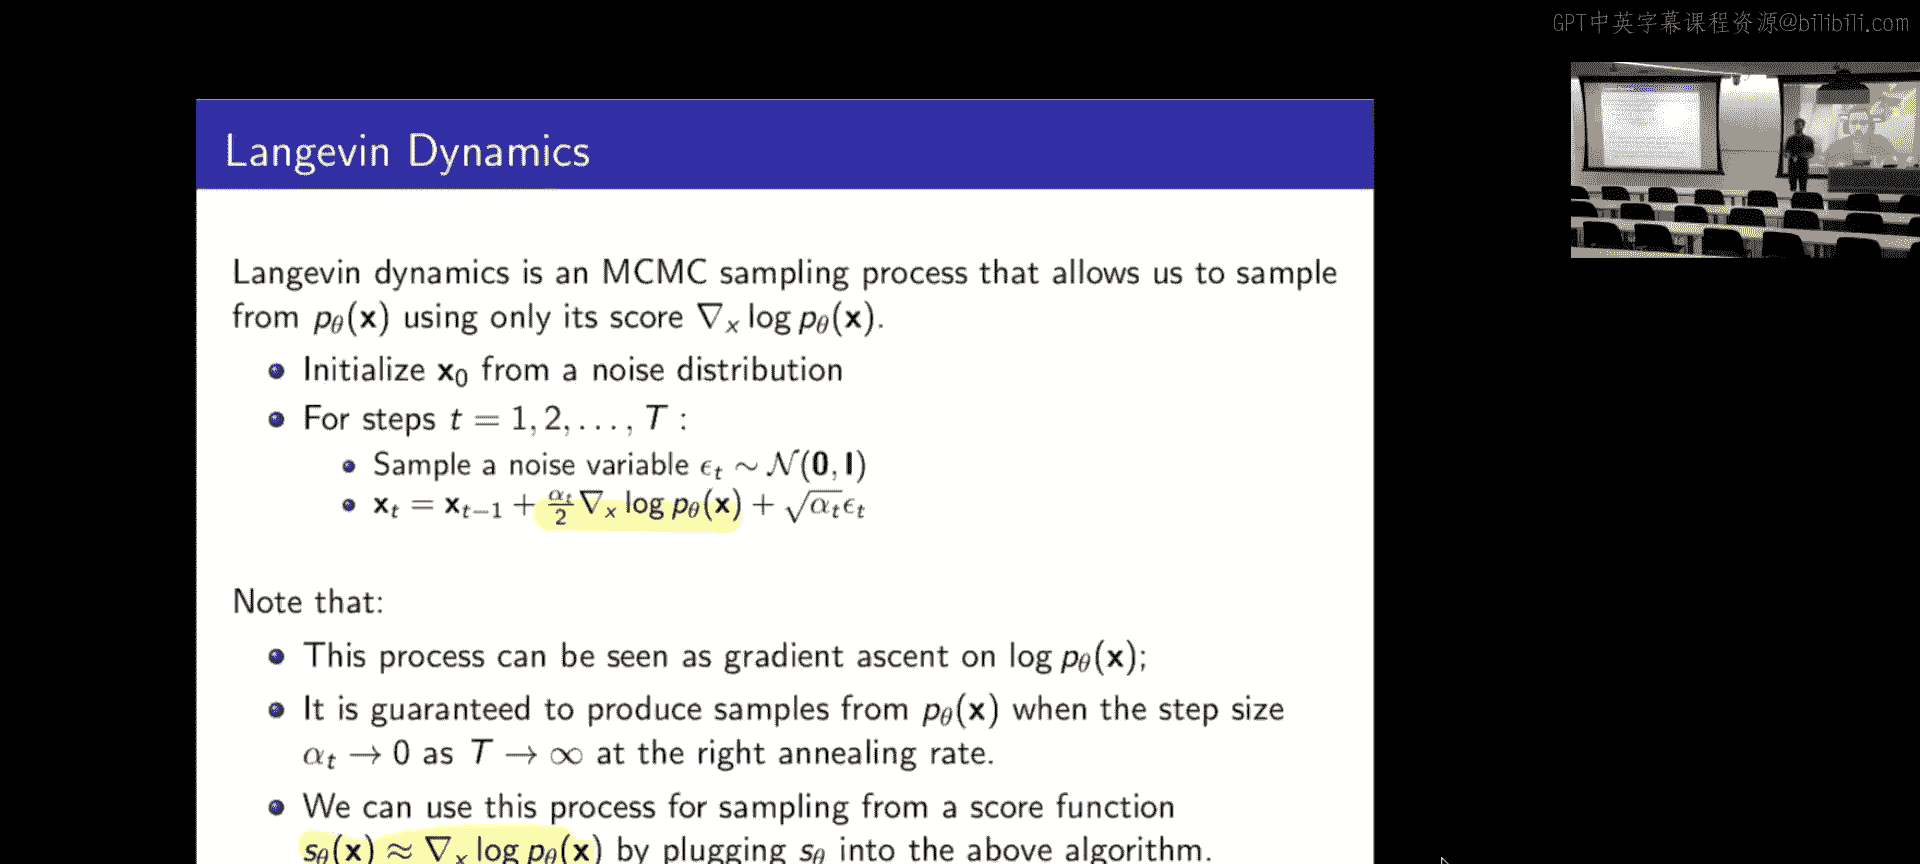 GPT中英字幕课程资源@bilibili.com
Langevin Dynamics
Langevin dynamics is an MCMC sampling process that allows us to sample
from pθ(x) using only its score ∇x log pθ(x).
Initialize x₀ from a noise distribution
For steps t = 1, 2, . . . , T :
Sample a noise variable ϵt ∼ N(0, I)
xt = xt−1 + αt/2 ∇x log pθ(x) + √αt ϵt
Note that:
This process can be seen as gradient ascent on log pθ(x);
It is guaranteed to produce samples from pθ(x) when the step size
αt → 0 as T → ∞ at the right annealing rate.
We can use this process for sampling from a score function
sθ(x) ≈ ∇x log pθ(x) by plugging sθ into the above algorithm.